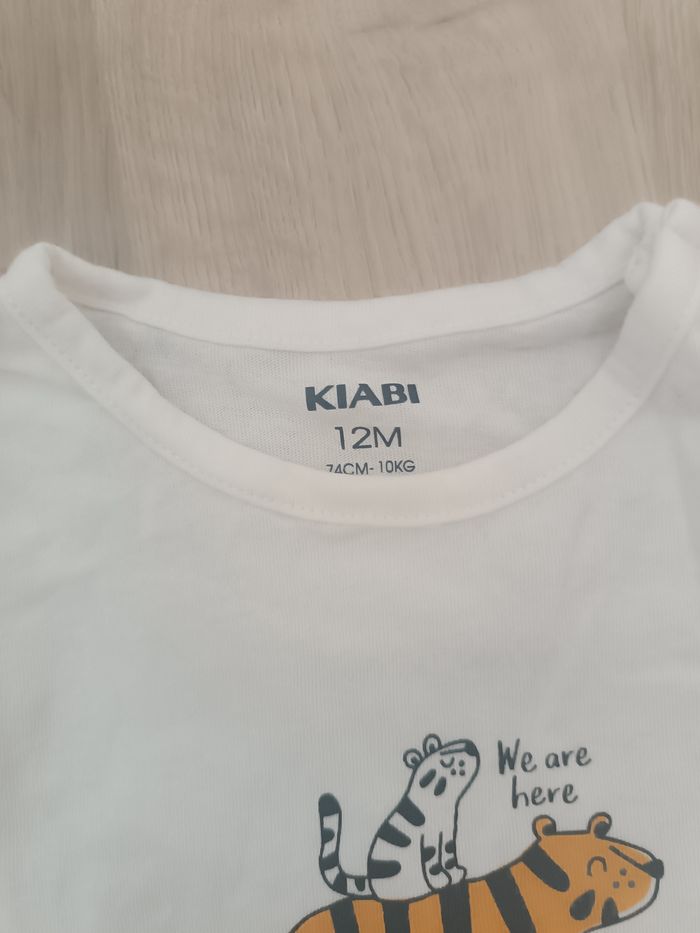 KIABI
12M
74CM- 10KG
We are
here